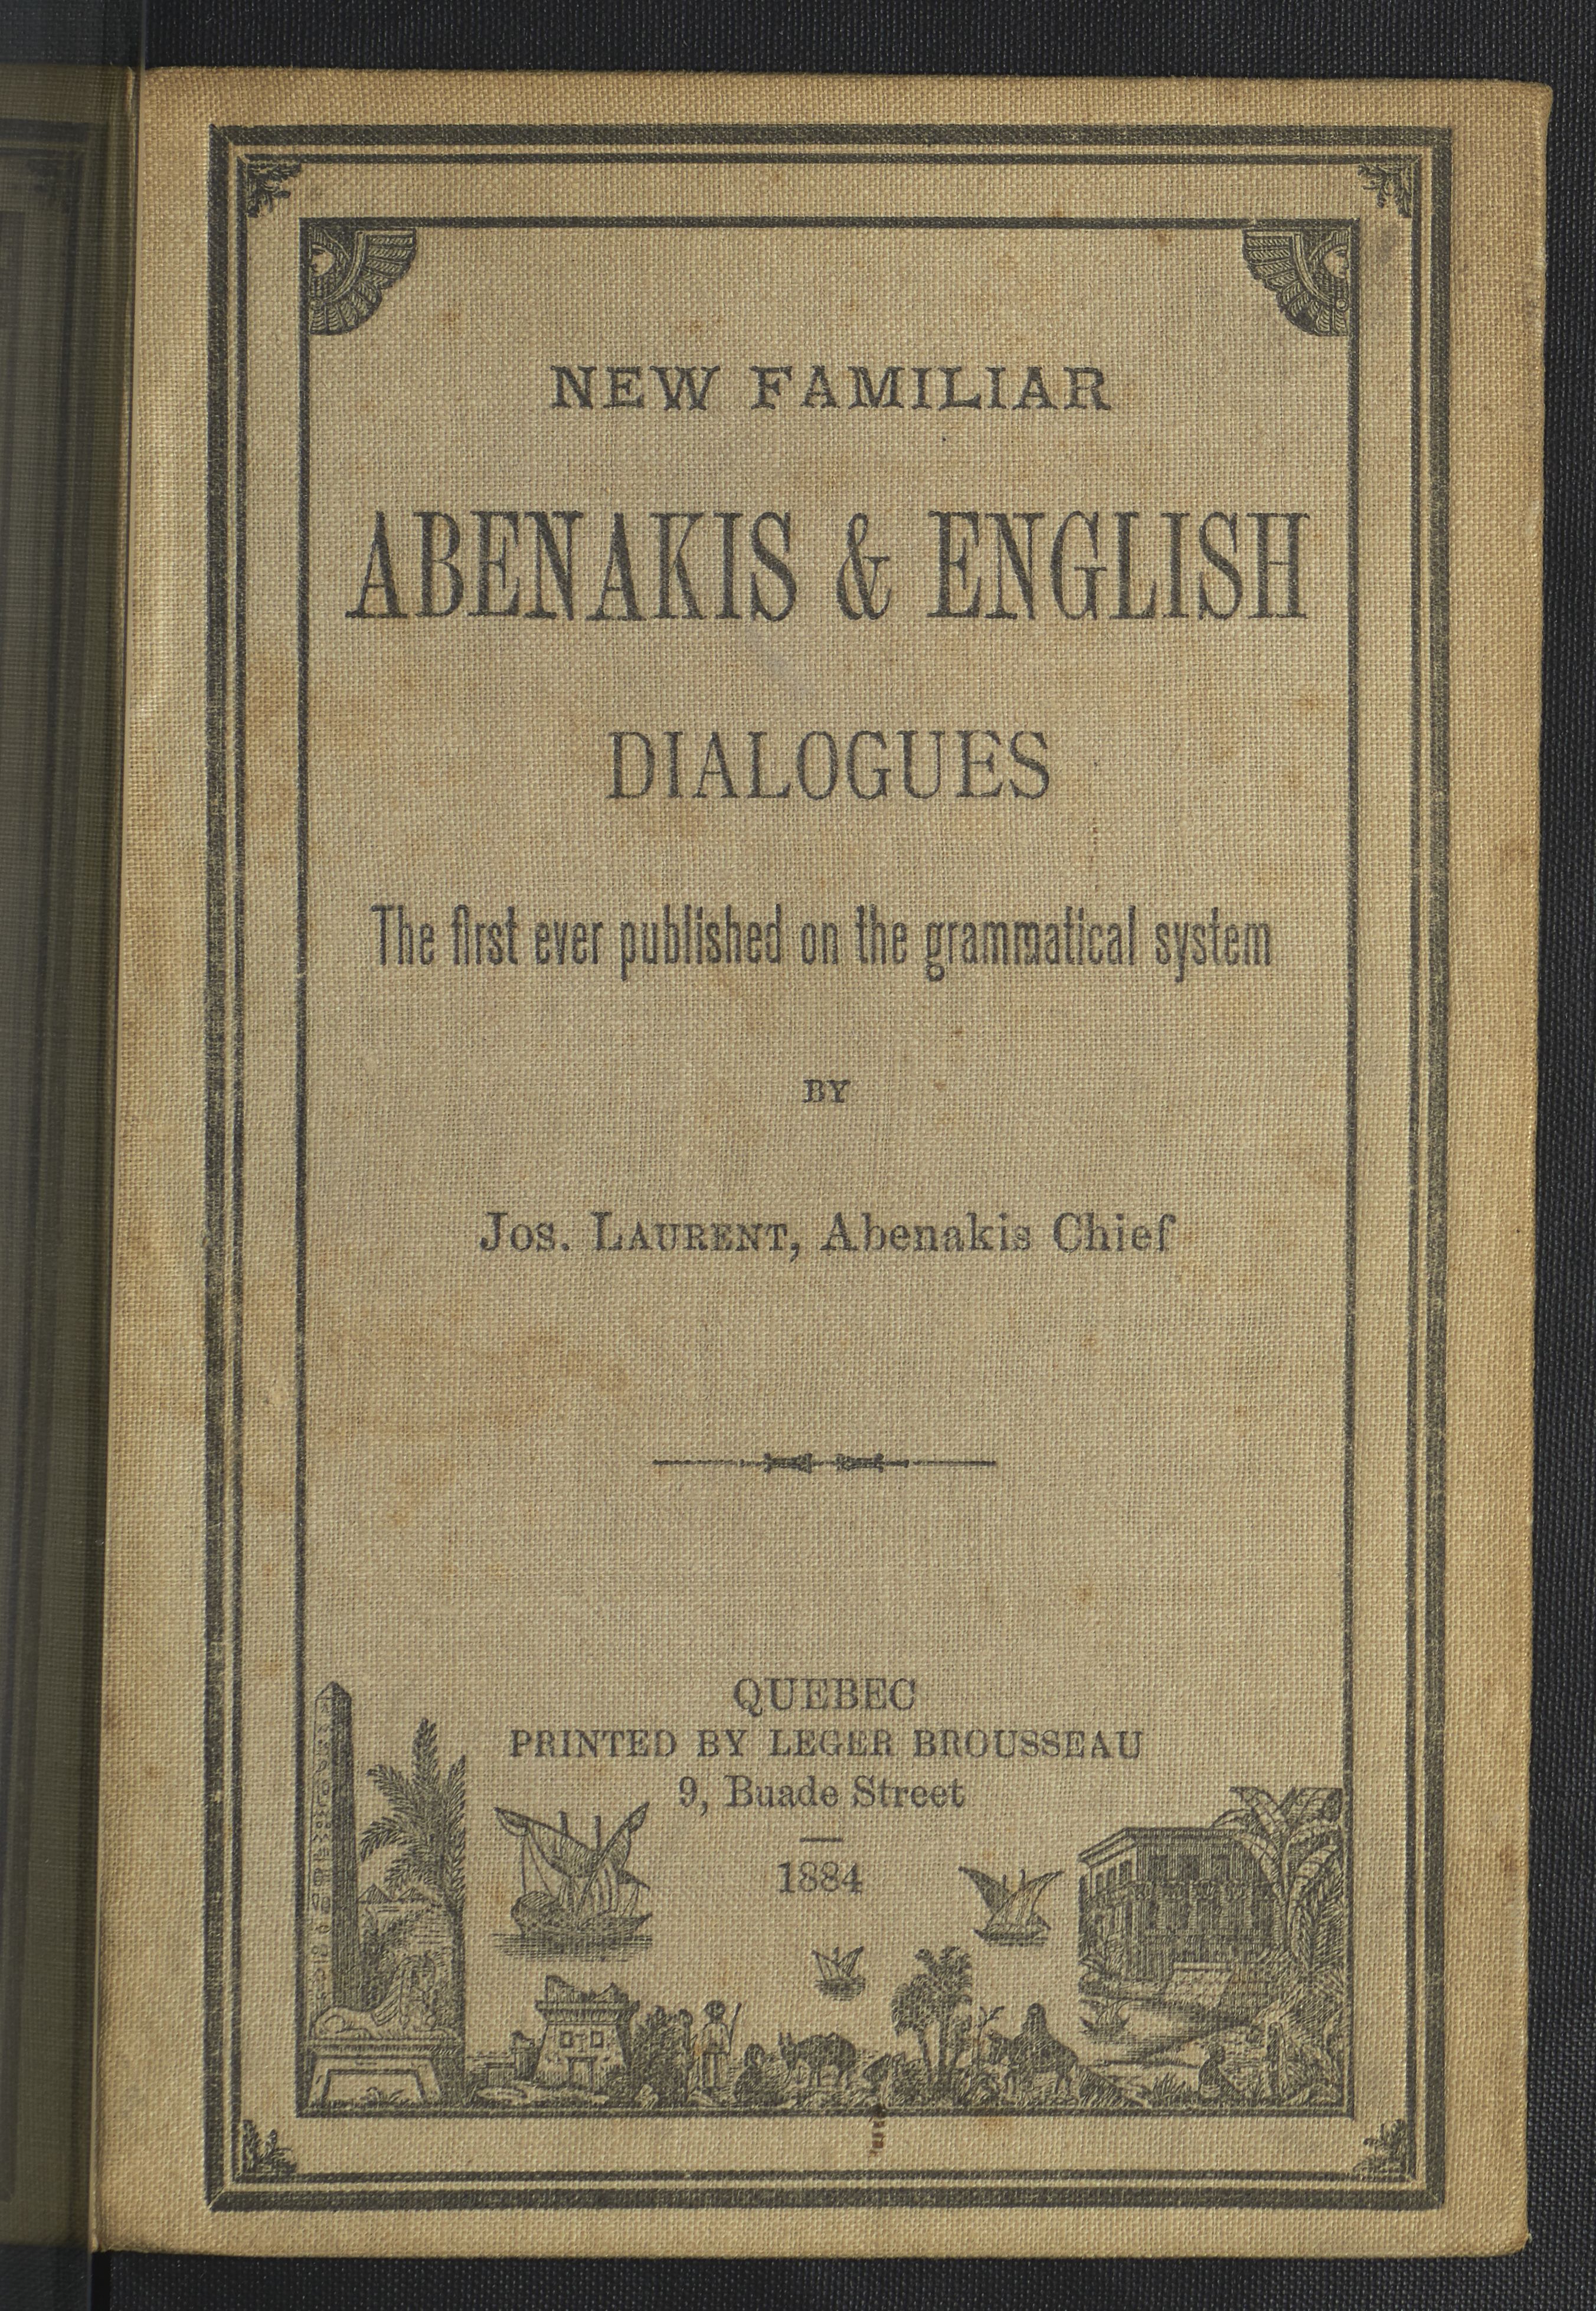 NEW FAMILIAR
ABENAKIS & ENGLISH
DIALOGUES
The first ever published on the grammatical system
BY
Jos. Laurent, Abenakis Chief
QUEBEC
PRINTED BY LEGER BROUSSEAU
9, Buade Street
1884